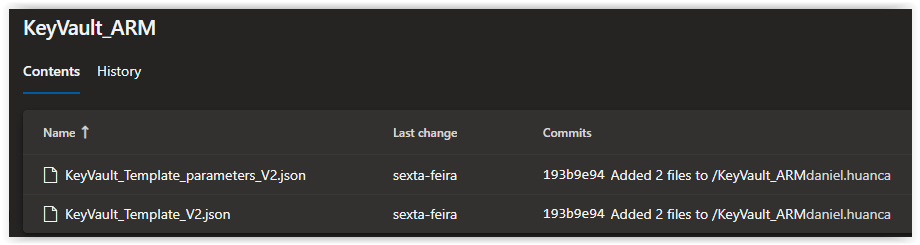 KeyVault_ARM
Contents History
Name ↑ Last change Commits
KeyVault_Template_parameters_V2.json sexta-feira 193b9e94 Added 2 files to /KeyVault_ARMdaniel.huanca
KeyVault_Template_V2.json sexta-feira 193b9e94 Added 2 files to /KeyVault_ARMdaniel.huanca